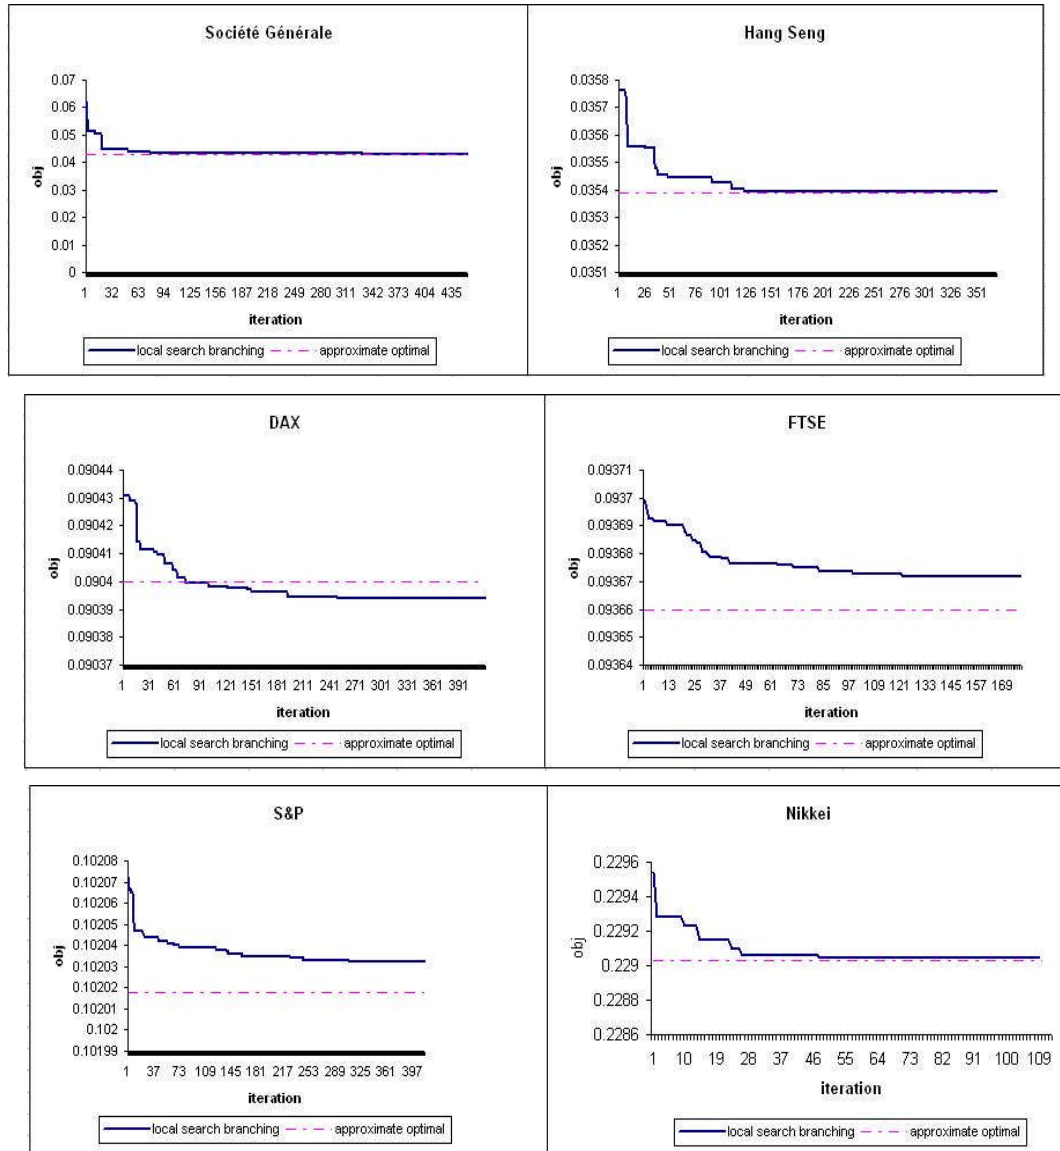 Société Générale
0.07
0.06
0.05
0.04
0.03
0.02
0.01
0
obj
1 32 63 94 125 156 187 218 249 280 311 342 373 404 435
iteration
local search branching approximate optimal
Hang Seng
0.0358
0.0357
0.0356
0.0355
0.0354
0.0353
0.0352
0.0351
obj
1 26 51 76 101 126 151 176 201 226 251 276 301 326 351
iteration
local search branching approximate optimal
DAX
0.09044
0.09043
0.09042
0.09041
0.0904
0.09039
0.09038
0.09037
obj
1 31 61 91 121 151 181 211 241 271 301 331 361 391
iteration
local search branching approximate optimal
FTSE
0.09371
0.0937
0.09369
0.09368
0.09367
0.09366
0.09365
0.09364
obj
1 13 25 37 49 61 73 85 97 109 121 133 145 157 169
iteration
local search branching approximate optimal
S&P
0.10208
0.10207
0.10206
0.10205
0.10204
0.10203
0.10202
0.10201
0.102
0.10199
obj
1 37 73 109 145 181 217 253 289 325 361 397
iteration
local search branching approximate optimal
Nikkei
0.2296
0.2294
0.2292
0.229
0.2288
0.2286
obj
1 10 19 28 37 46 55 64 73 82 91 100 109
iteration
local search branching approximate optimal